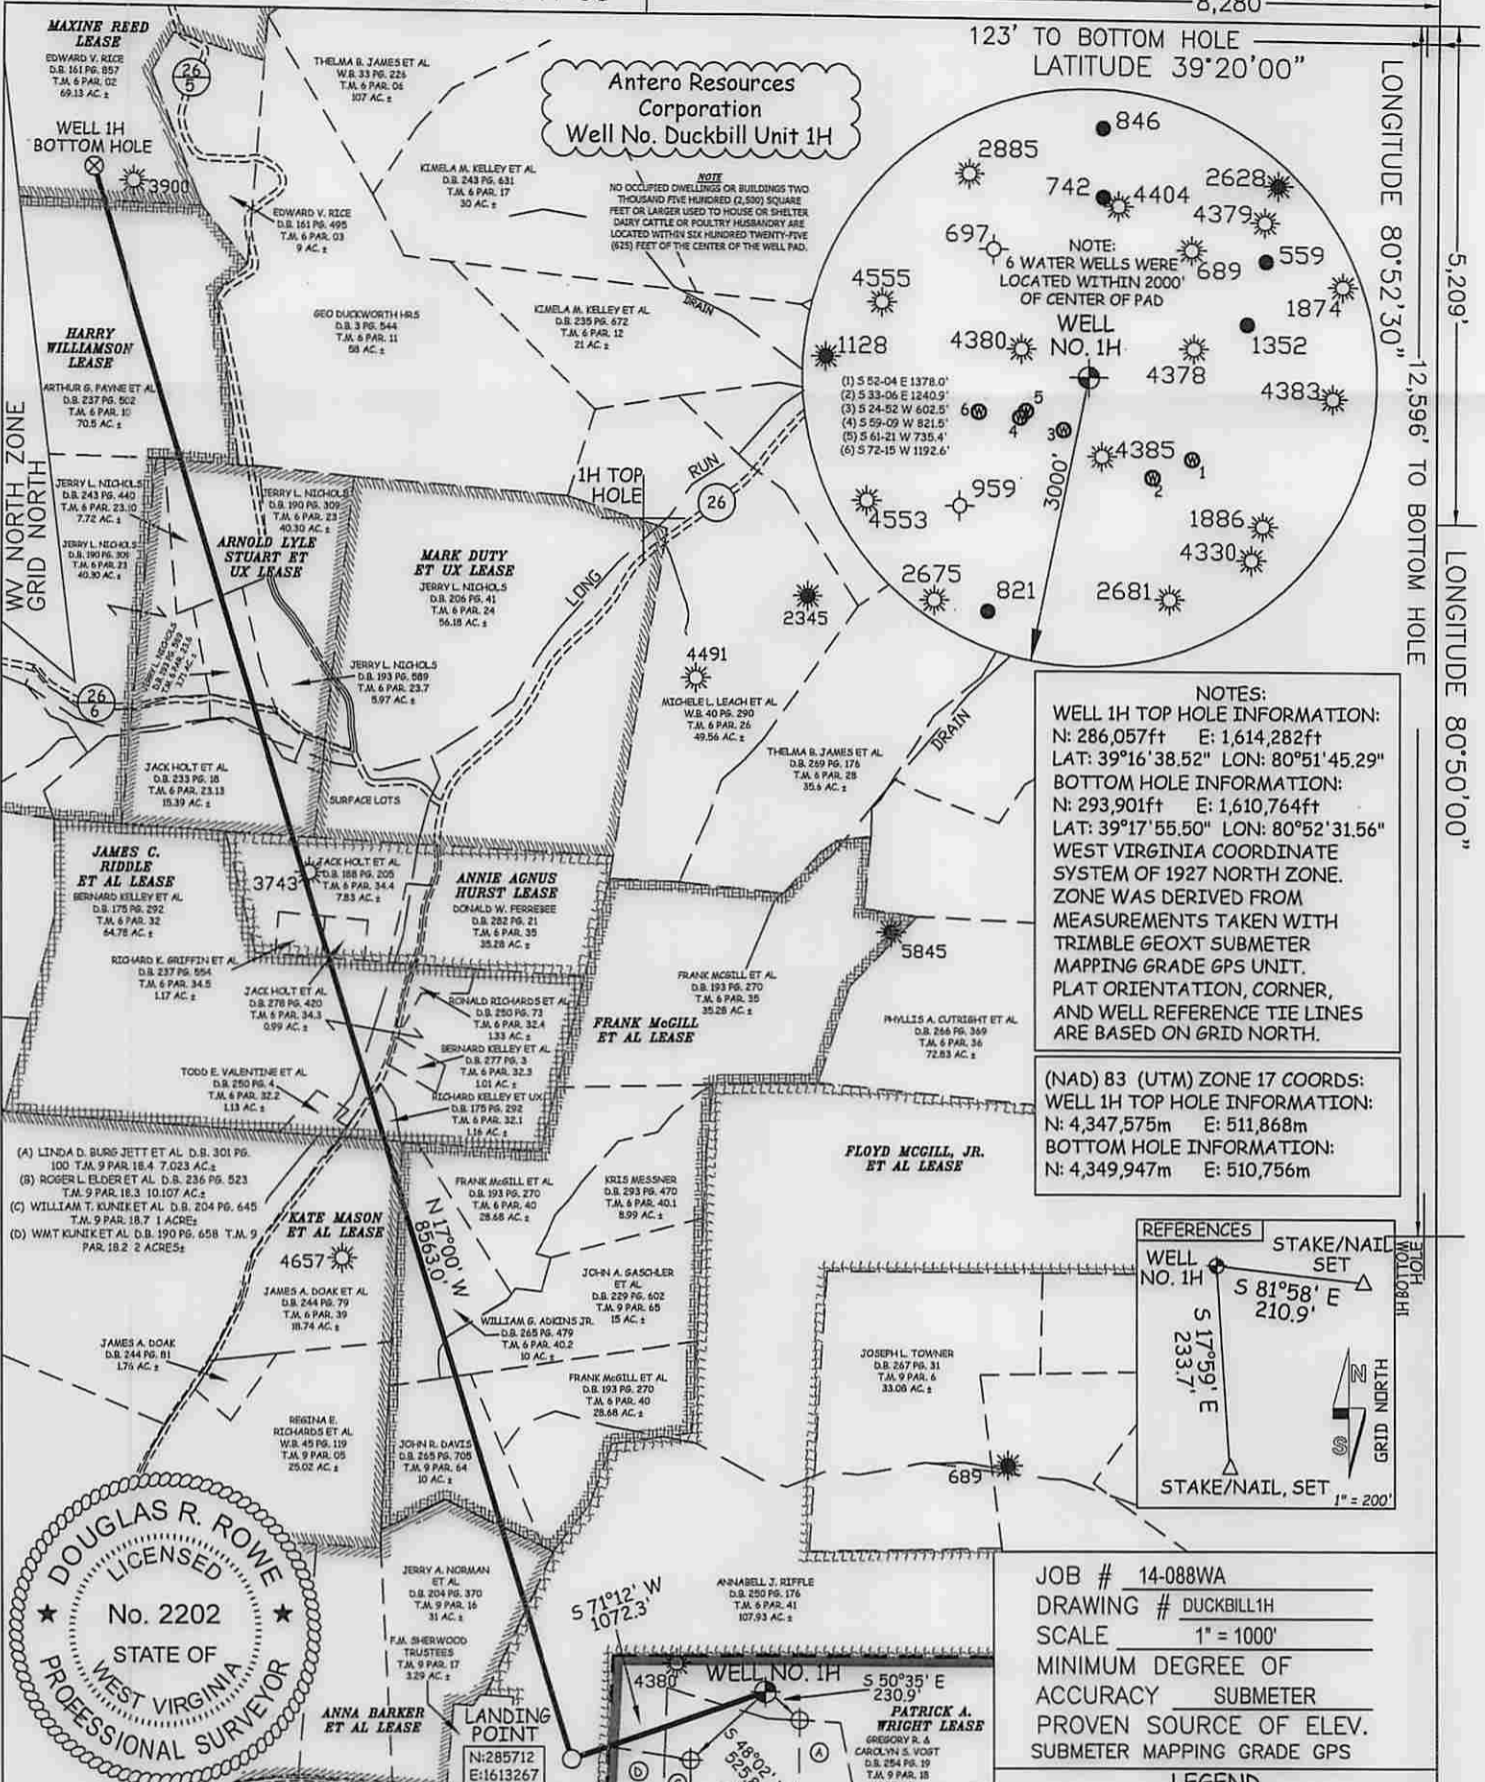 8,280
123' TO BOTTOM HOLE
LATITUDE 39°20'00"
LONGITUDE 80°52'30"
5,209'
12,596' TO BOTTOM HOLE
LONGITUDE 80°50'00"
1H BOTTOM HOLE
WV NORTH ZONE
GRID NORTH
Antero Resources
Corporation
Well No. Duckbill Unit 1H
NOTE
NO OCCUPIED DWELLINGS OR BUILDINGS TWO
THOUSAND FIVE HUNDRED (2,500) SQUARE
FEET OR LARGER USED TO HOUSE OR SHELTER
DAIRY CATTLE OR POULTRY HUSBANDRY ARE
LOCATED WITHIN SIX HUNDRED TWENTY-FIVE
(625) FEET OF THE CENTER OF THE WELL PAD.
MAXINE REED
LEASE
EDWARD V. RICE
D.B. 161 PG. 857
T.M. 6 PAR. 02
69.13 AC. ±
26
5
THELMA B. JAMES ET AL
W.B. 33 PG. 226
T.M. 6 PAR. 06
107 AC. ±
WELL 1H
BOTTOM HOLE
3900
KIMELA M. KELLEY ET AL
D.B. 243 PG. 631
T.M. 6 PAR. 17
30 AC. ±
EDWARD V. RICE
D.B. 161 PG. 495
T.M. 6 PAR. 03
9 AC. ±
DRAIN
GEO DUCKWORTH HRS
D.B. 3 PG. 544
T.M. 6 PAR. 11
58 AC. ±
KIMELA M. KELLEY ET AL
D.B. 235 PG. 672
T.M. 6 PAR. 12
21 AC. ±
HARRY
WILLIAMSON
LEASE
ARTHUR G. PAYNE ET AL
D.B. 237 PG. 502
T.M. 6 PAR. 10
70.5 AC. ±
846
2885
742
4404
2628
4379
697
NOTE:
6 WATER WELLS WERE
LOCATED WITHIN 2000'
OF CENTER OF PAD
689
559
4555
1874
WELL
NO. 1H
1352
1128
4380
4378
4383
(1) S 52-04 E 1378.0'
(2) S 33-06 E 1240.9'
(3) S 24-52 W 602.5'
(4) S 59-09 W 821.5'
(5) S 61-21 W 735.4'
(6) S 72-15 W 1192.6'
6
5
4
3
3000'
4385
1
2
4553
959
1886
4330
2675
821
2681
1H TOP
HOLE
RUN
26
LONG
JERRY L. NICHOLS
D.B. 243 PG. 440
T.M. 6 PAR. 23.10
7.72 AC. ±
JERRY L. NICHOLS
D.B. 190 PG. 309
T.M. 6 PAR. 23
40.30 AC. ±
JERRY L. NICHOLS
D.B. 190 PG. 309
T.M. 6 PAR. 23
40.30 AC. ±
ARNOLD LYLE
STUART ET
UX LEASE
MARK DUTY
ET UX LEASE
JERRY L. NICHOLS
D.B. 206 PG. 41
T.M. 6 PAR. 24
56.18 AC. ±
2345
4491
MICHELE L. LEACH ET AL
W.B. 40 PG. 290
T.M. 6 PAR. 26
49.56 AC. ±
THELMA B. JAMES ET AL
D.B. 269 PG. 176
T.M. 6 PAR. 28
35.6 AC. ±
DRAIN
JERRY L. NICHOLS
D.B. 193 PG. 589
T.M. 6 PAR. 23.7
5.97 AC. ±
26
6
JACK HOLT ET AL
D.B. 233 PG. 18
T.M. 6 PAR. 23.13
15.39 AC. ±
SURFACE LOTS
NOTES:
WELL 1H TOP HOLE INFORMATION:
N: 286,057ft E: 1,614,282ft
LAT: 39°16'38.52" LON: 80°51'45.29"
BOTTOM HOLE INFORMATION:
N: 293,901ft E: 1,610,764ft
LAT: 39°17'55.50" LON: 80°52'31.56"
WEST VIRGINIA COORDINATE
SYSTEM OF 1927 NORTH ZONE.
ZONE WAS DERIVED FROM
MEASUREMENTS TAKEN WITH
TRIMBLE GEOXT SUBMETER
MAPPING GRADE GPS UNIT.
PLAT ORIENTATION, CORNER,
AND WELL REFERENCE TIE LINES
ARE BASED ON GRID NORTH.
(NAD) 83 (UTM) ZONE 17 COORDS:
WELL 1H TOP HOLE INFORMATION:
N: 4,347,575m E: 511,868m
BOTTOM HOLE INFORMATION:
N: 4,349,947m E: 510,756m
JAMES C.
RIDDLE
ET AL LEASE
BERNARD KELLEY ET AL
D.B. 175 PG. 292
T.M. 6 PAR. 32
64.78 AC. ±
3743
JACK HOLT ET AL
D.B. 188 PG. 205
T.M. 6 PAR. 34.4
7.83 AC. ±
ANNIE AGNUS
HURST LEASE
DONALD W. FERREBEE
D.B. 282 PG. 21
T.M. 6 PAR. 35
35.28 AC. ±
RICHARD K. GRIFFIN ET AL
D.B. 237 PG. 554
T.M. 6 PAR. 34.5
1.17 AC. ±
JACK HOLT ET AL
D.B. 278 PG. 420
T.M. 6 PAR. 34.3
0.99 AC. ±
RONALD RICHARDS ET AL
D.B. 250 PG. 73
T.M. 6 PAR. 32.4
1.33 AC. ±
BERNARD KELLEY ET AL
D.B. 277 PG. 3
T.M. 6 PAR. 32.3
1.01 AC. ±
RICHARD KELLEY ET UX
D.B. 175 PG. 292
T.M. 6 PAR. 32.1
1.16 AC. ±
TODD E. VALENTINE ET AL
D.B. 250 PG. 4
T.M. 6 PAR. 32.2
1.13 AC. ±
FRANK McGILL
ET AL LEASE
FRANK MCGILL ET AL
D.B. 193 PG. 270
T.M. 6 PAR. 35
35.28 AC. ±
5845
PHYLLIS A. CUTRIGHT ET AL
D.B. 266 PG. 369
T.M. 6 PAR. 36
72.83 AC. ±
FLOYD MCGILL, JR.
ET AL LEASE
(A) LINDA D. BURG JETT ET AL D.B. 301 PG.
100 T.M. 9 PAR 18.4 7.023 AC.±
(B) ROGER L ELDER ET AL D.B. 236 PG. 523
T.M. 9 PAR 18.3 10.107 AC.±
(C) WILLIAM T. KUNIK ET AL D.B. 204 PG. 645
T.M. 9 PAR. 18.7 1 ACRE±
(D) WMT KUNIK ET AL D.B. 190 PG. 658 T.M. 9
PAR. 18.2 2 ACRES±
KATE MASON
ET AL LEASE
4657
JAMES A. DOAK ET AL
D.B. 244 PG. 79
T.M. 6 PAR. 39
18.74 AC. ±
JAMES A. DOAK
D.B. 244 PG. 81
1.76 AC. ±
N 17°00' W
8563.0'
FRANK McGILL ET AL
D.B. 193 PG. 270
T.M. 6 PAR. 40
28.68 AC. ±
KRIS MESSNER
D.B. 293 PG. 470
T.M. 6 PAR. 40.1
8.99 AC. ±
JOHN A. GASCHLER
ET AL
D.B. 229 PG. 602
T.M. 9 PAR. 65
15 AC. ±
WILLIAM G. ADKINS JR.
D.B. 265 PG. 479
T.M. 6 PAR. 40.2
10 AC. ±
FRANK McGILL ET AL
D.B. 193 PG. 270
T.M. 6 PAR. 40
28.68 AC. ±
JOSEPH L. TOWNER
D.B. 267 PG. 31
T.M. 9 PAR. 6
33.08 AC. ±
689
REFERENCES
WELL
NO. 1H
STAKE/NAIL
SET
S 81°58' E
210.9'
S 17°59' E
233.7'
STAKE/NAIL, SET
N
S
GRID NORTH
1" = 200'
REGINA E.
RICHARDS ET AL
W.B. 45 PG. 119
T.M. 9 PAR. 05
25.02 AC. ±
JOHN R. DAVIS
D.B. 265 PG. 705
T.M. 9 PAR. 64
10 AC. ±
DOUGLAS R. ROWE
LICENSED
No. 2202
STATE OF
WEST VIRGINIA
PROFESSIONAL SURVEYOR
JERRY A. NORMAN
ET AL
D.B. 204 PG. 370
T.M. 9 PAR. 16
31 AC. ±
F.M. SHERWOOD
TRUSTEES
T.M. 9 PAR. 17
3.29 AC. ±
ANNA BARKER
ET AL LEASE
S 71°12' W
1072.3'
ANNABELL J. RIFFLE
D.B. 250 PG. 176
T.M. 6 PAR. 41
107.93 AC. ±
LANDING
POINT
N:285712
E:1613267
4380
WELL NO. 1H
S 50°35' E
230.9'
S 48°02'
PATRICK A.
WRIGHT LEASE
GREGORY R. &
CAROLYN S. VOGT
D.B. 254 PG. 19
T.M. 9 PAR. 18
A
D
JOB # 14-088WA
DRAWING # DUCKBILL1H
SCALE 1" = 1000'
MINIMUM DEGREE OF
ACCURACY SUBMETER
PROVEN SOURCE OF ELEV.
SUBMETER MAPPING GRADE GPS
LEGEND